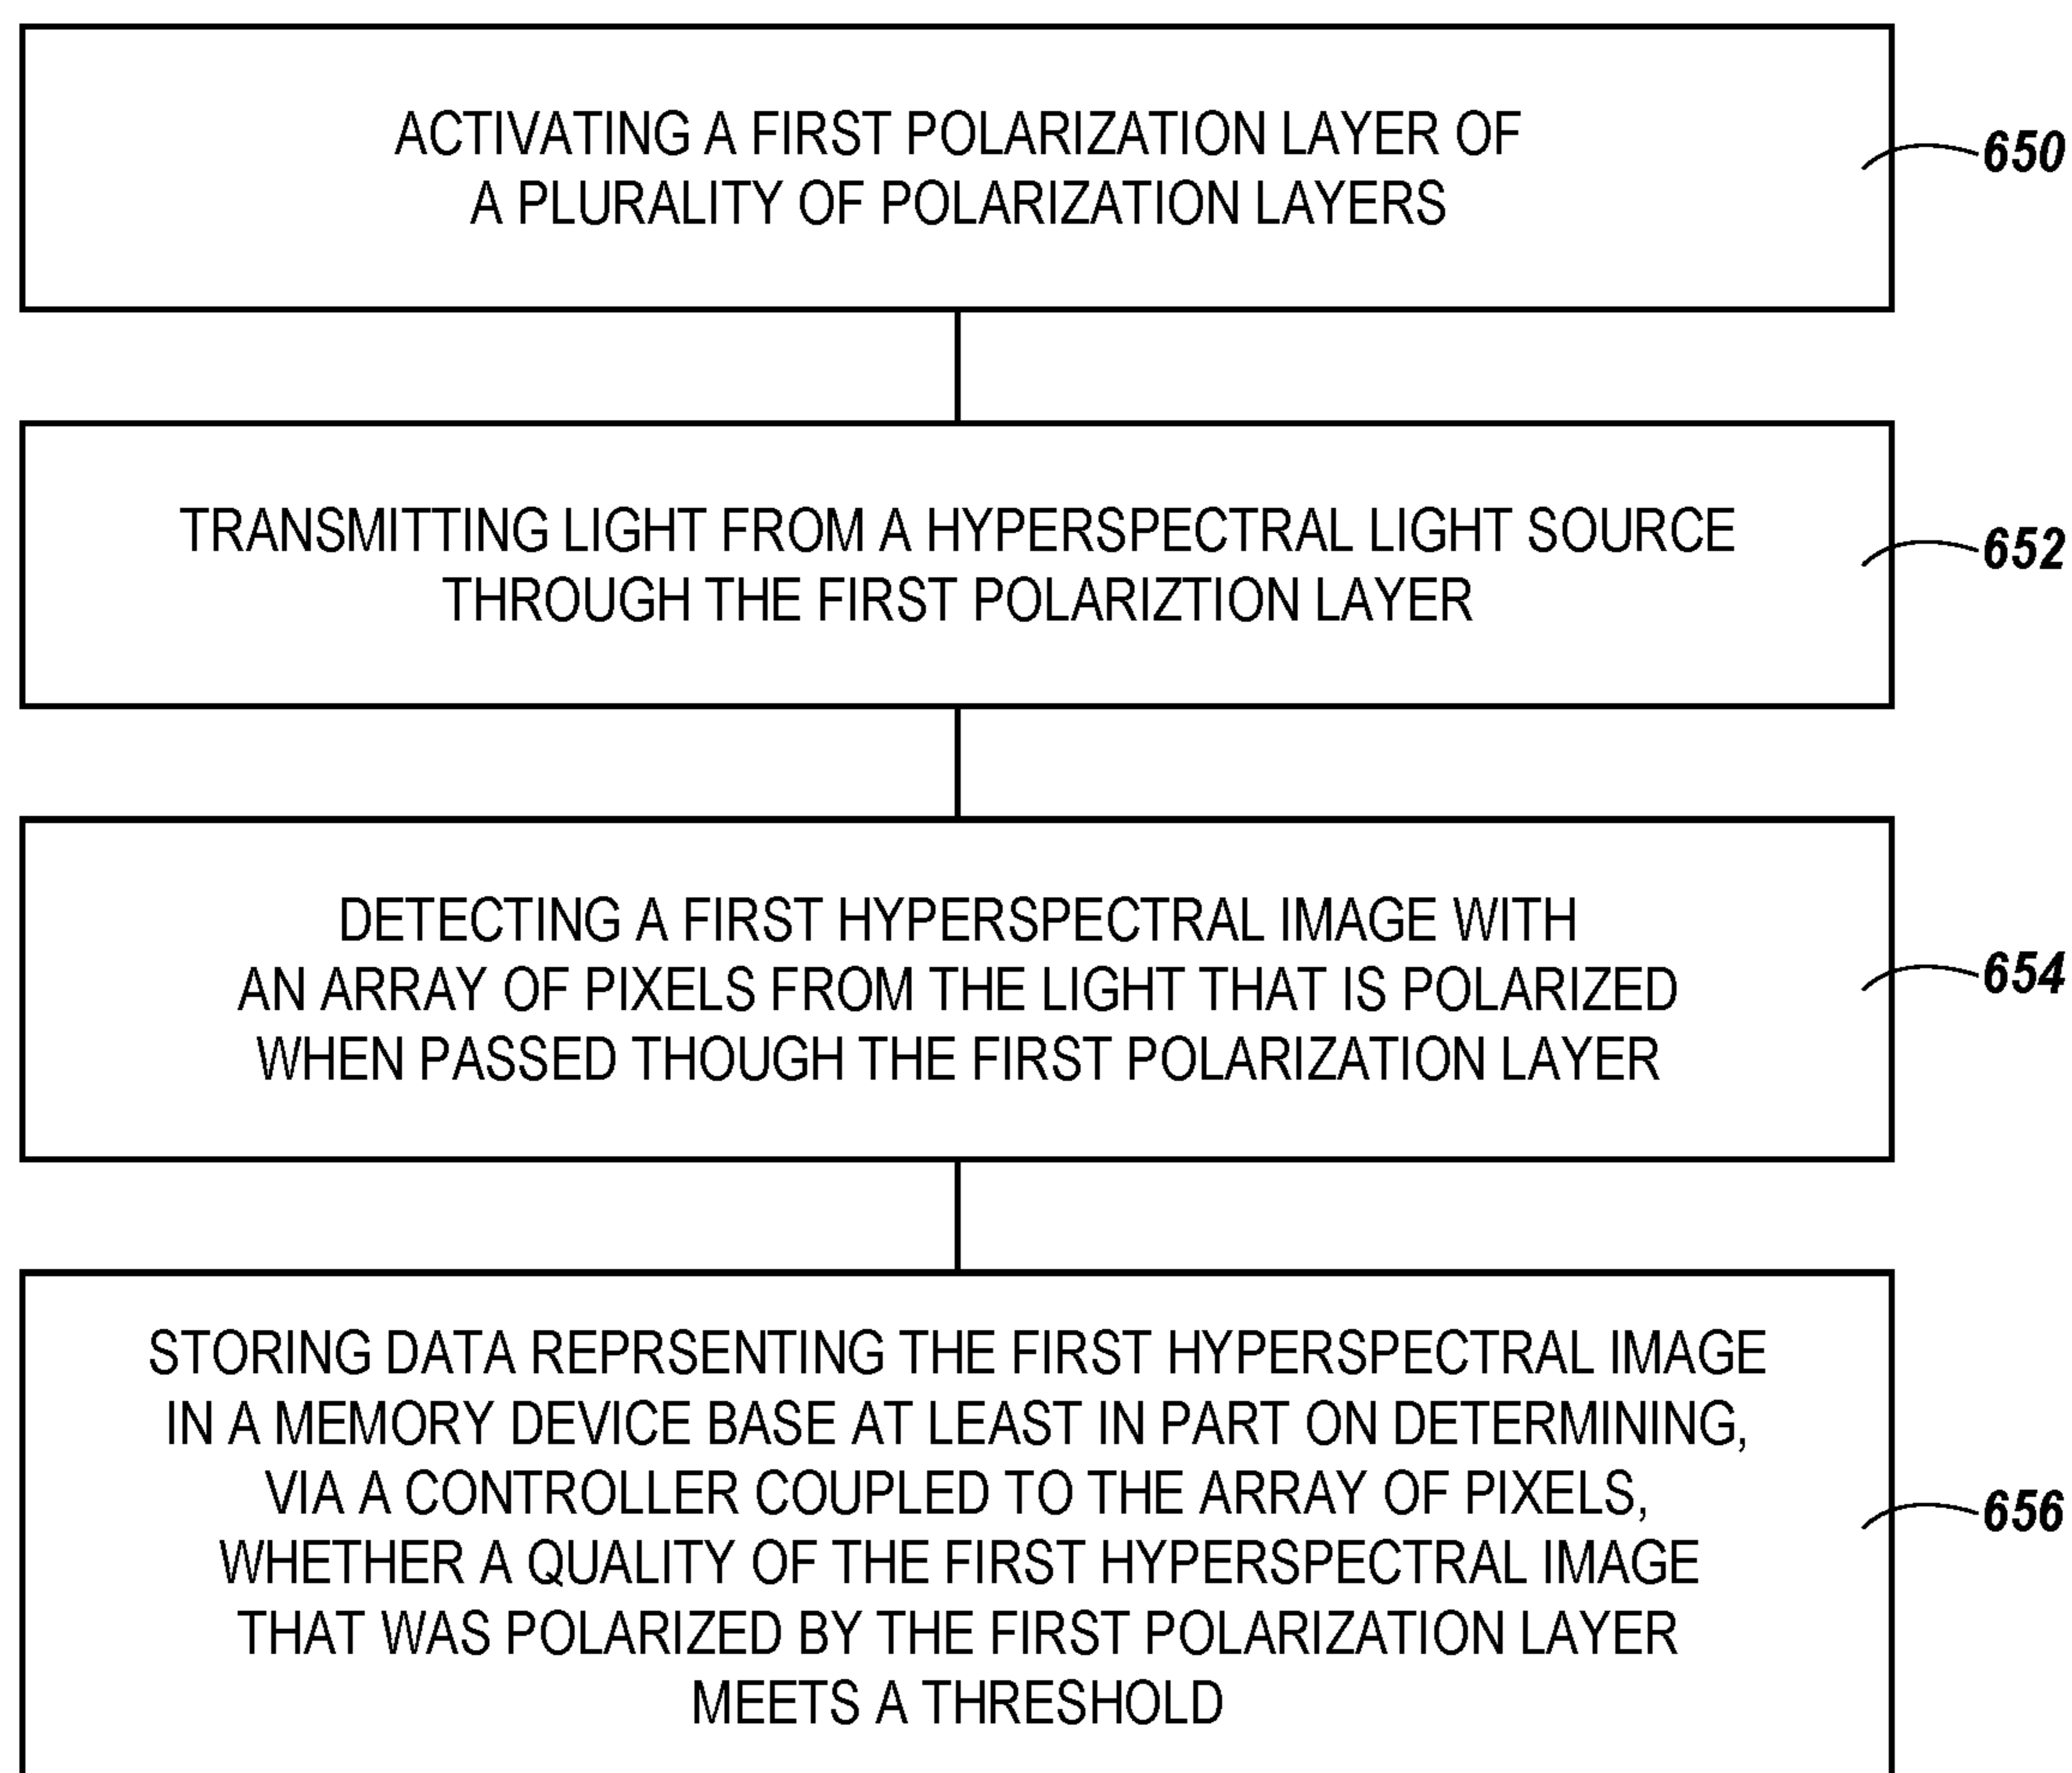 ACTIVATING A FIRST POLARIZATION LAYER OF
A PLURALITY OF POLARIZATION LAYERS
650
TRANSMITTING LIGHT FROM A HYPERSPECTRAL LIGHT SOURCE
THROUGH THE FIRST POLARIZTION LAYER
652
DETECTING A FIRST HYPERSPECTRAL IMAGE WITH
AN ARRAY OF PIXELS FROM THE LIGHT THAT IS POLARIZED
WHEN PASSED THOUGH THE FIRST POLARIZATION LAYER
654
STORING DATA REPRSENTING THE FIRST HYPERSPECTRAL IMAGE
IN A MEMORY DEVICE BASE AT LEAST IN PART ON DETERMINING,
VIA A CONTROLLER COUPLED TO THE ARRAY OF PIXELS,
WHETHER A QUALITY OF THE FIRST HYPERSPECTRAL IMAGE
THAT WAS POLARIZED BY THE FIRST POLARIZATION LAYER
MEETS A THRESHOLD
656